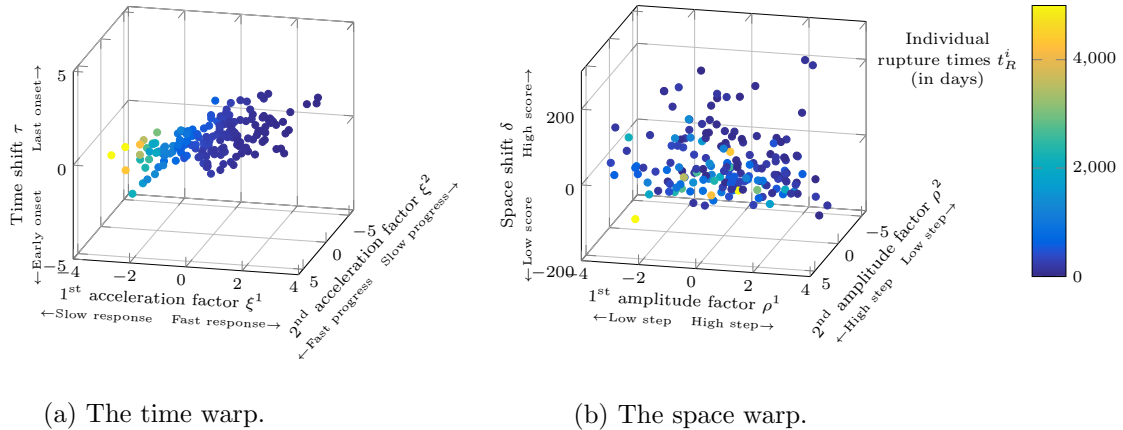 5
0
−5
Time shift τ
←Early onset Last onset→
−4
−2
0
2
4
1st acceleration factor ξ1
←Slow response Fast response→
5
0
−5
2nd acceleration factor ξ2
←Fast progress Slow progress→
(a) The time warp.
200
0
−200
Space shift δ
←Low score High score→
−4
−2
0
2
4
1st amplitude factor ρ1
←Low step High step→
5
0
−5
2nd amplitude factor ρ2
←High step Low step→
(b) The space warp.
Individual
rupture times t_R^i
(in days)
4,000
2,000
0